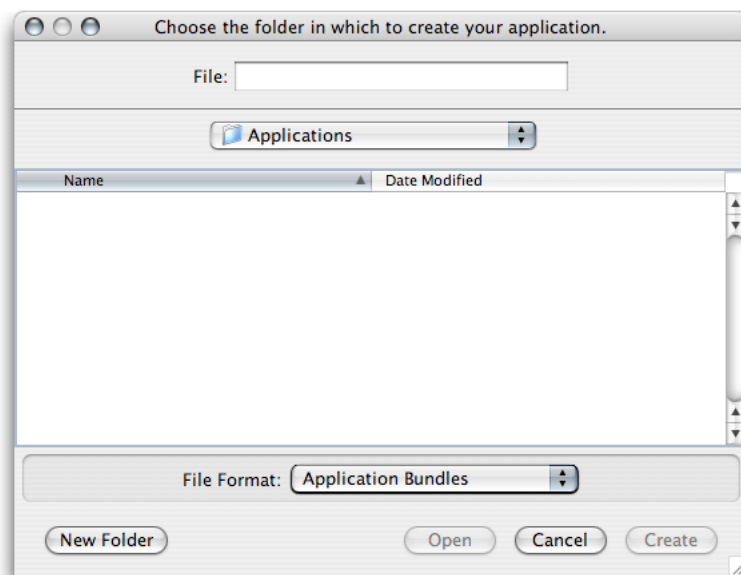 Choose the folder in which to create your application.
File:
Applications
Name Date Modified
File Format: Application Bundles
New Folder Open Cancel Create